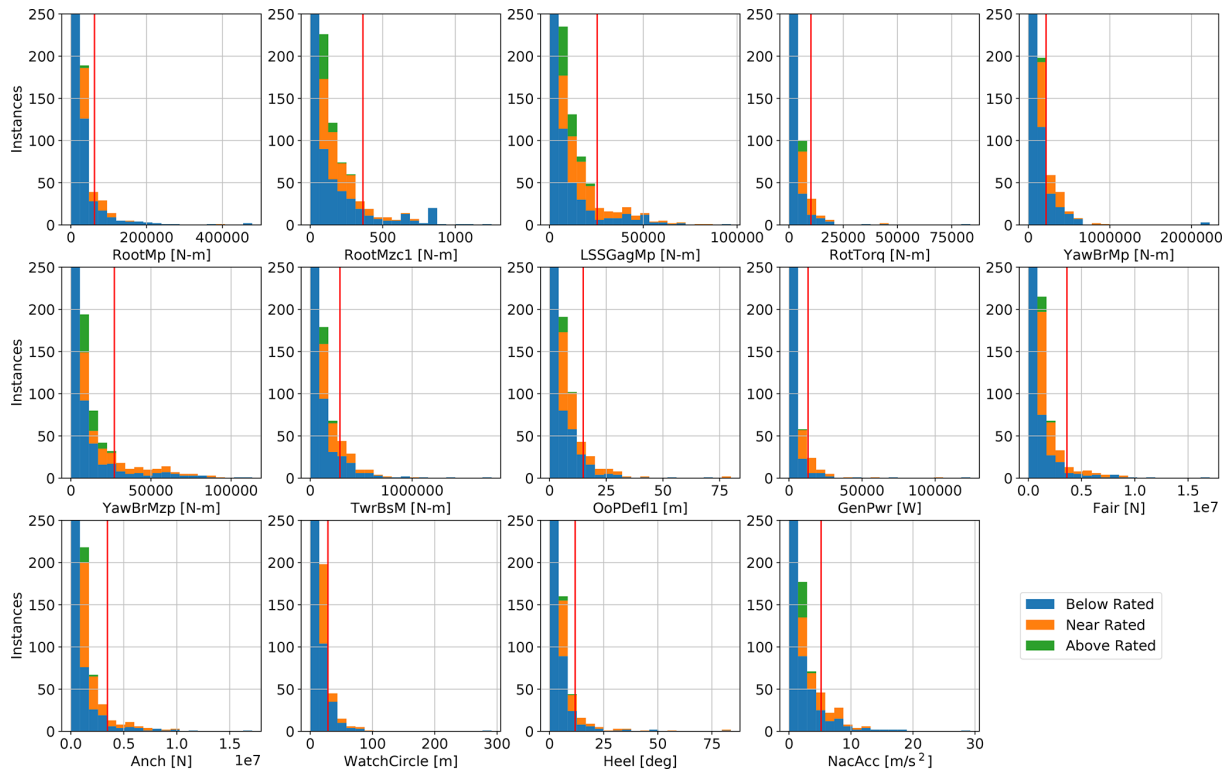 250
200
150
100
50
0
Instances
0 200000 400000
RootMp [N-m]
250
200
150
100
50
0
0 500 1000
RootMzc1 [N-m]
250
200
150
100
50
0
0 50000 100000
LSSGagMp [N-m]
250
200
150
100
50
0
0 25000 50000 75000
RotTorq [N-m]
250
200
150
100
50
0
0 1000000 2000000
YawBrMp [N-m]
250
200
150
100
50
0
Instances
0 50000 100000
YawBrMzp [N-m]
250
200
150
100
50
0
0 1000000
TwrBsM [N-m]
250
200
150
100
50
0
0 25 50 75
OoPDefl1 [m]
250
200
150
100
50
0
0 50000 100000
GenPwr [W]
250
200
150
100
50
0
0.0 0.5 1.0 1.5
Fair [N] 1e7
250
200
150
100
50
0
Instances
0.0 0.5 1.0 1.5
Anch [N] 1e7
250
200
150
100
50
0
0 100 200 300
WatchCircle [m]
250
200
150
100
50
0
0 25 50 75
Heel [deg]
250
200
150
100
50
0
0 10 20 30
NacAcc [m/s²]
Below Rated
Near Rated
Above Rated